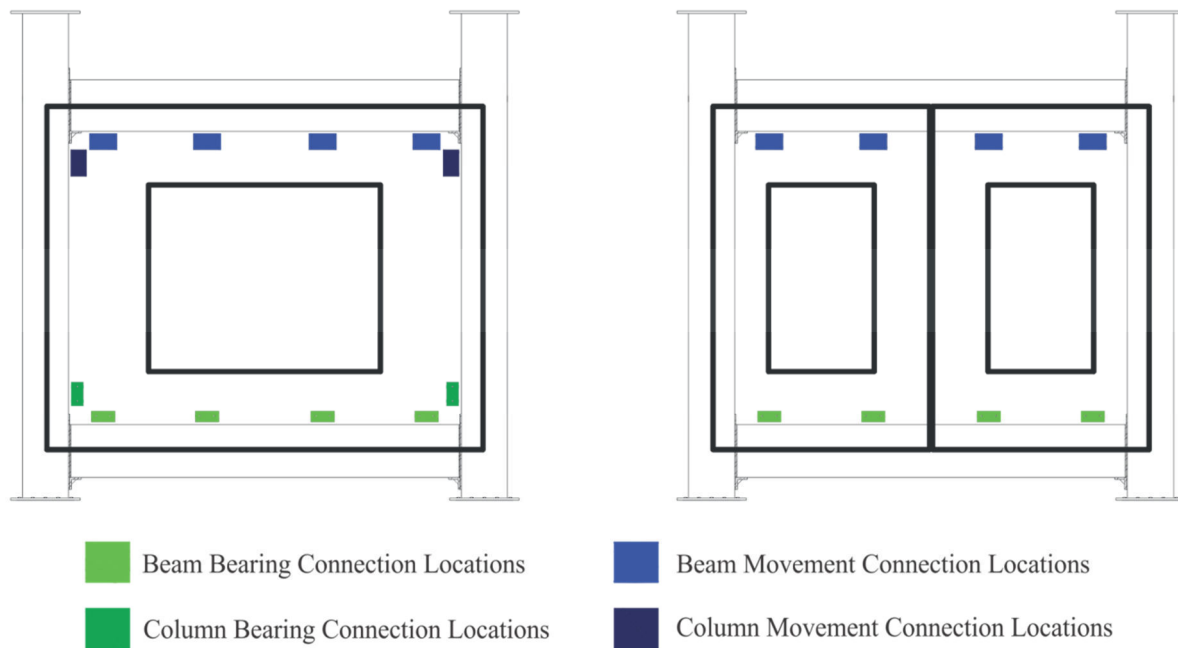 Beam Bearing Connection Locations
Beam Movement Connection Locations
Column Bearing Connection Locations
Column Movement Connection Locations